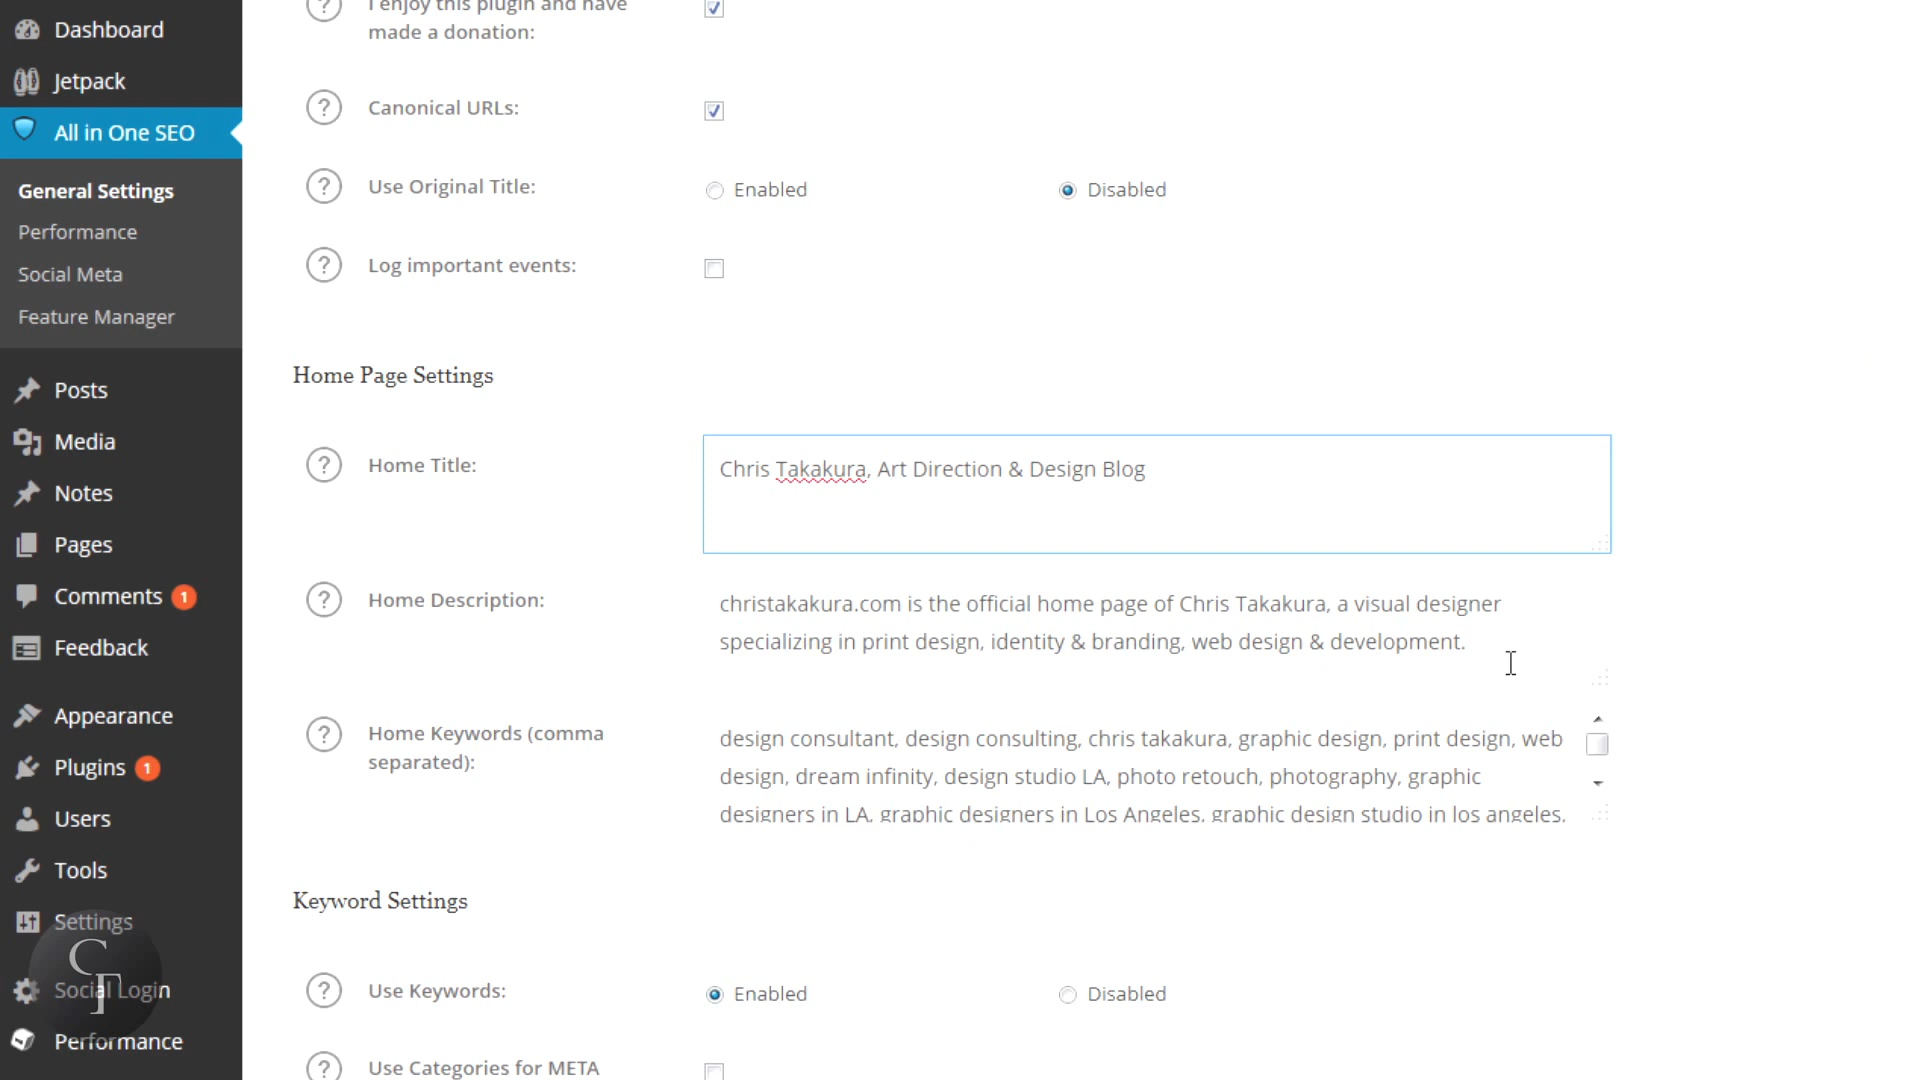 Dashboard
Jetpack
All in One SEO
General Settings
Performance
Social Meta
Feature Manager
Posts
Media
Notes
Pages
Comments 1
Feedback
Appearance
Plugins 1
Users
Tools
Settings
Social Login
Performance
CT
I enjoy this plugin and have
made a donation:
Canonical URLs:
Use Original Title:
Enabled
Disabled
Log important events:
Home Page Settings
Home Title:
Chris Takakura, Art Direction & Design Blog
Home Description:
christakakura.com is the official home page of Chris Takakura, a visual designer
specializing in print design, identity & branding, web design & development.
Home Keywords (comma
separated):
design consultant, design consulting, chris takakura, graphic design, print design, web
design, dream infinity, design studio LA, photo retouch, photography, graphic
designers in LA, graphic designers in Los Angeles, graphic design studio in los angeles,
Keyword Settings
Use Keywords:
Enabled
Disabled
Use Categories for META